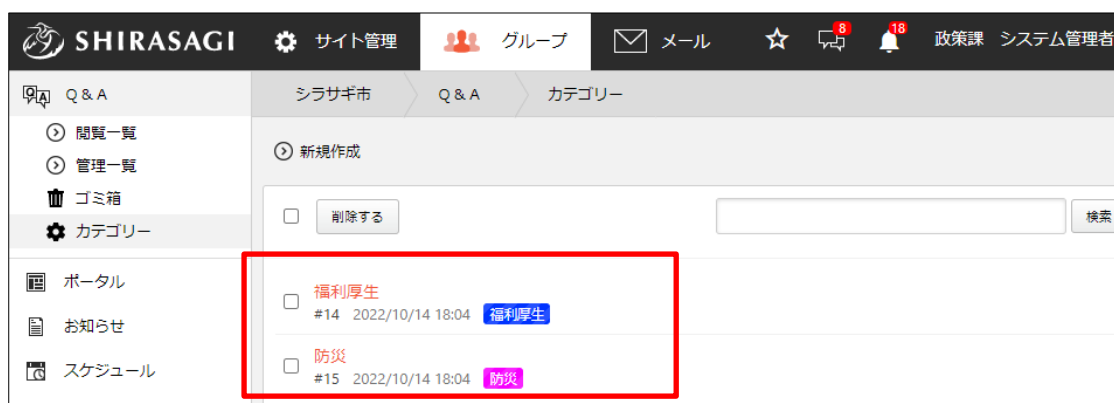 SHIRASAGI
サイト管理
グループ
メール
8
18
政策課 システム管理者
Q & A
シラサギ市
Q & A
カテゴリー
閲覧一覧
管理一覧
ゴミ箱
カテゴリー
新規作成
削除する
検索
福利厚生
#14 2022/10/14 18:04 福利厚生
防災
#15 2022/10/14 18:04 防災
ポータル
お知らせ
スケジュール